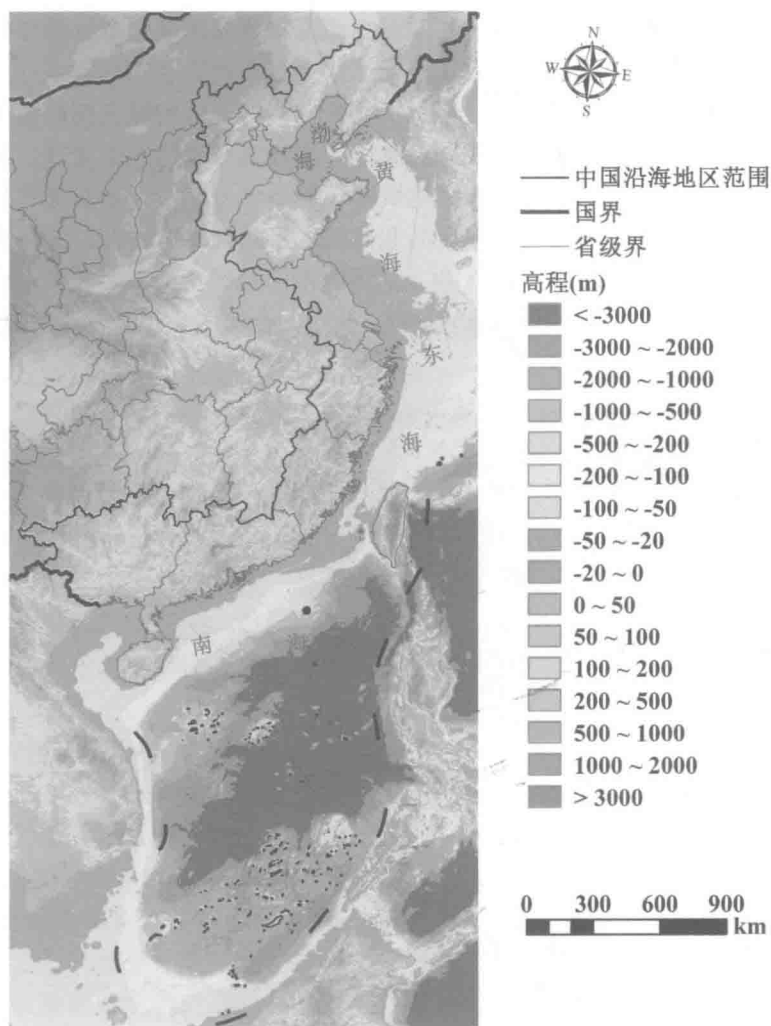 N
W E
S
渤
海
黄
海
东
海
南 海
中国沿海地区范围
国界
省级界
高程(m)
< -3000
-3000 ~ -2000
-2000 ~ -1000
-1000 ~ -500
-500 ~ -200
-200 ~ -100
-100 ~ -50
-50 ~ -20
-20 ~ 0
0 ~ 50
50 ~ 100
100 ~ 200
200 ~ 500
500 ~ 1000
1000 ~ 2000
> 3000
0 300 600 900
km